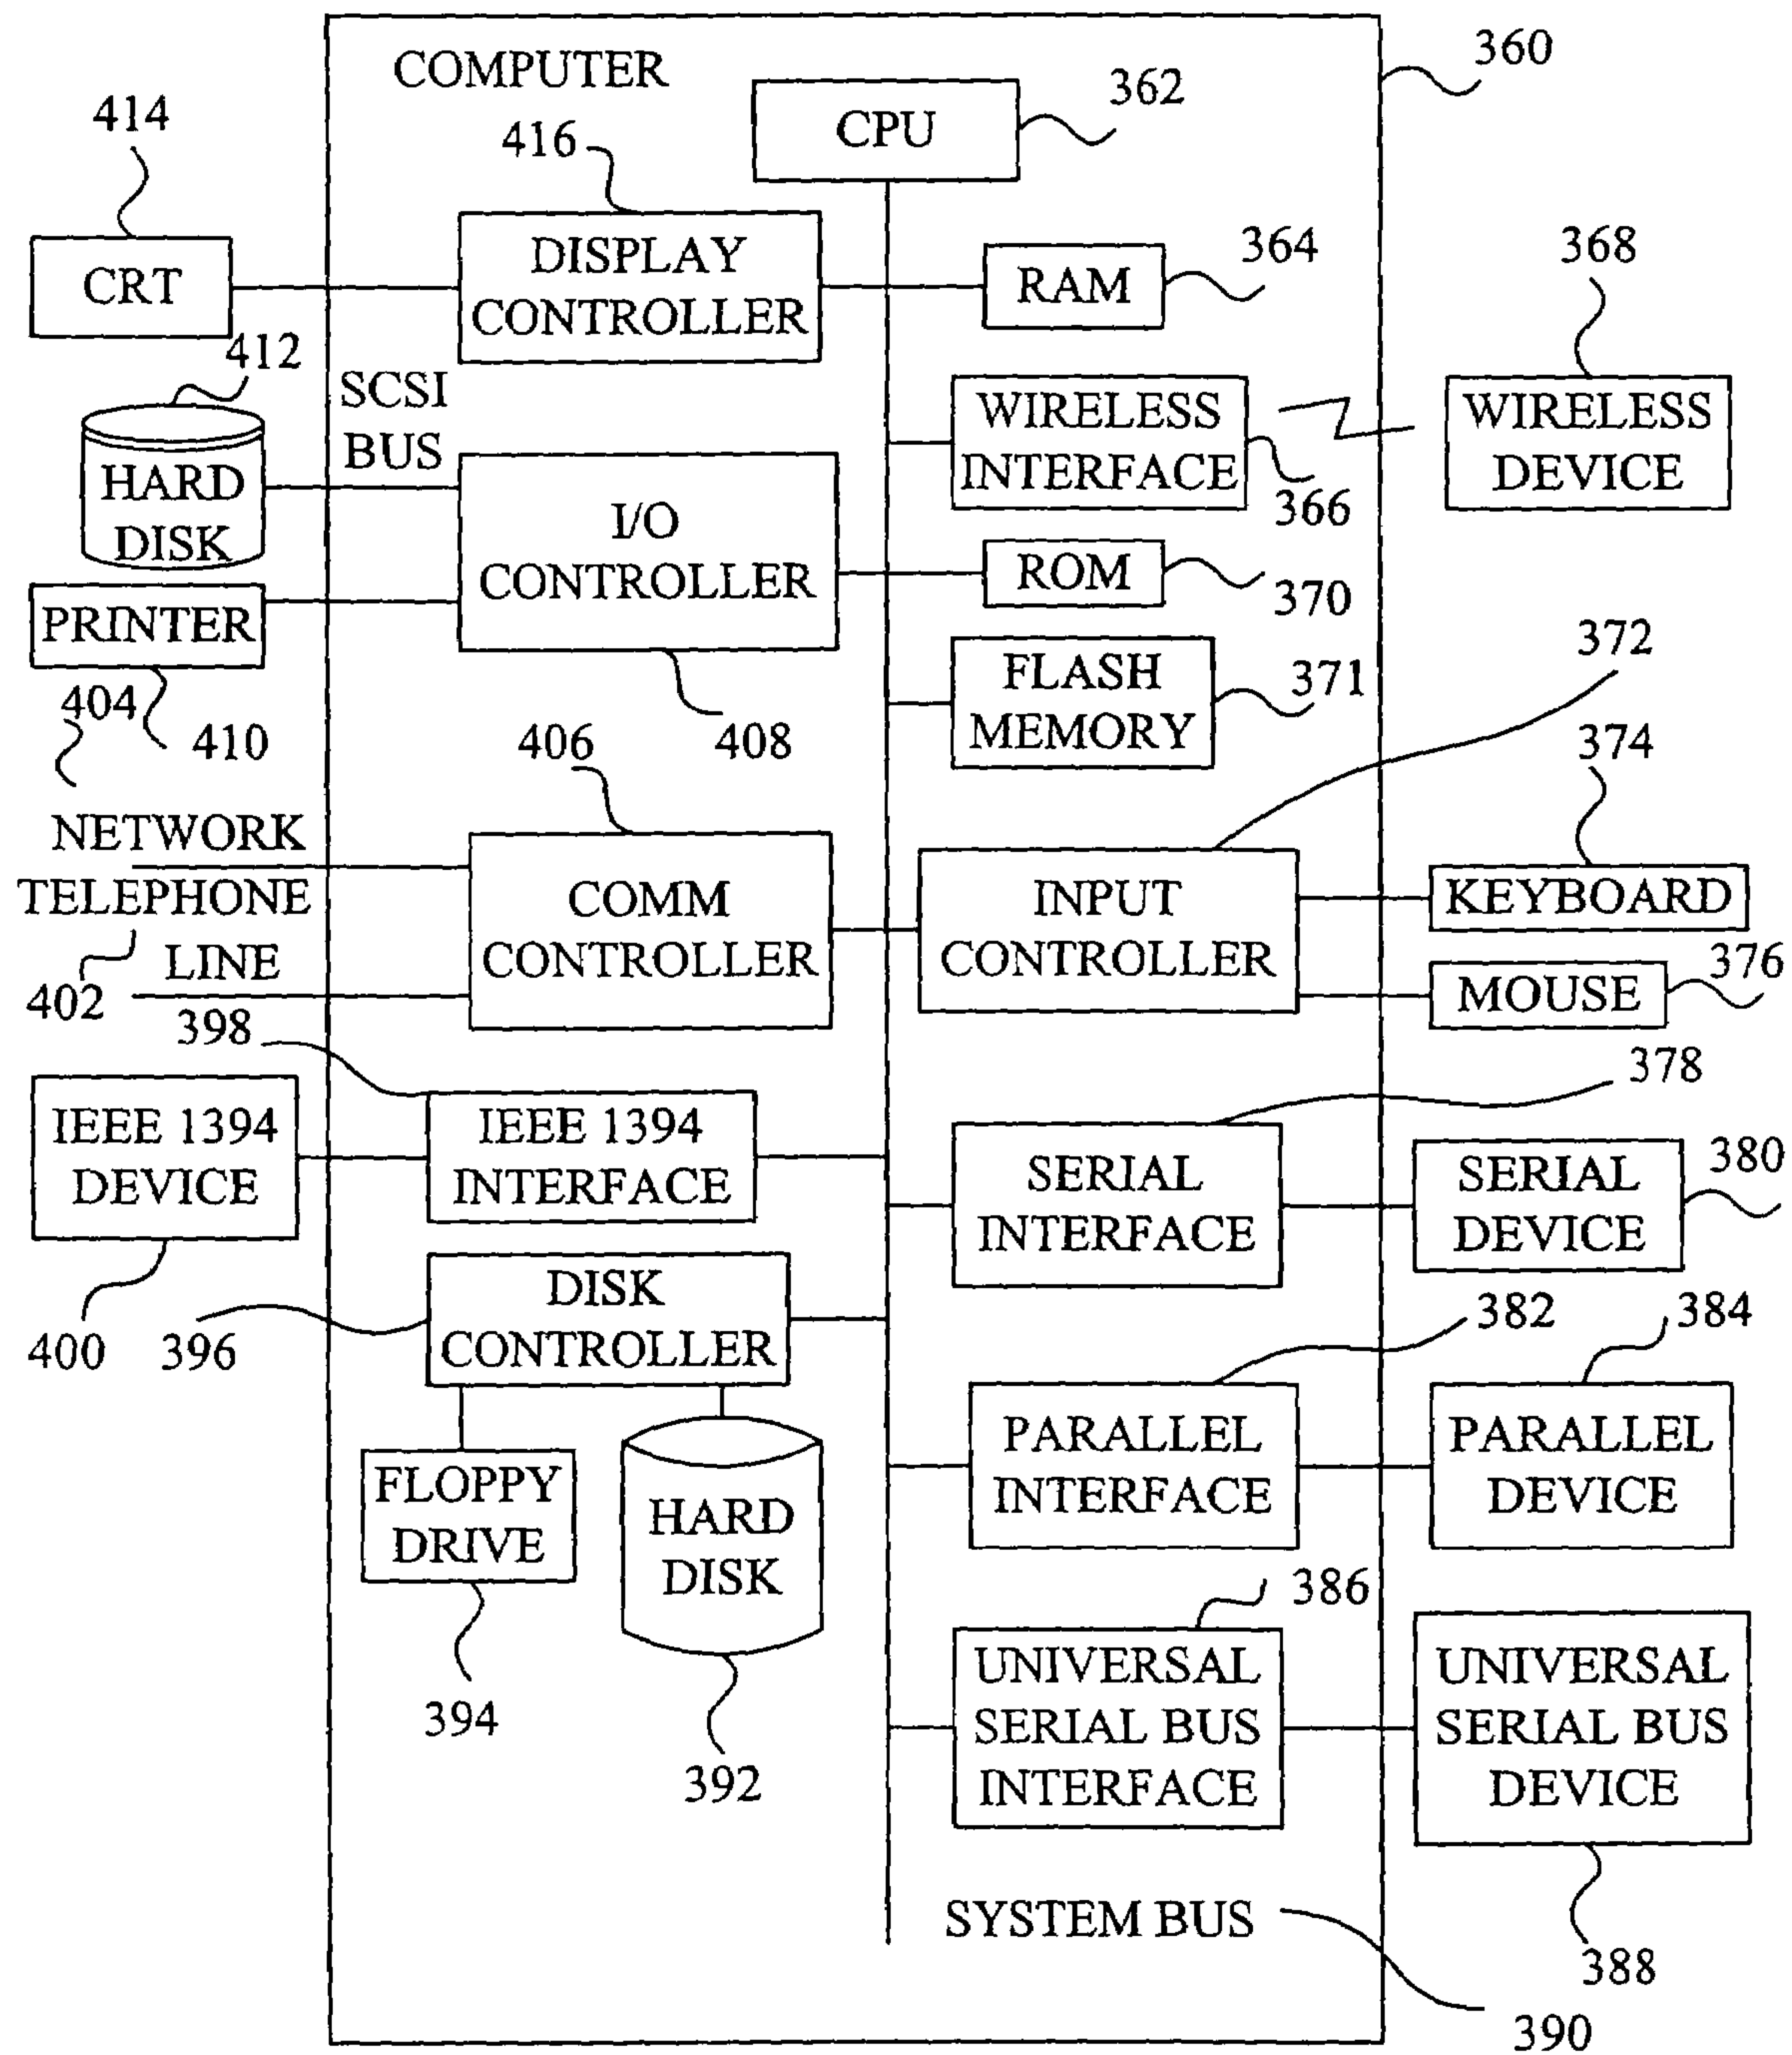 COMPUTER
360
CPU
362
414
416
CRT
DISPLAY
CONTROLLER
RAM
364
368
412
SCSI
BUS
HARD
DISK
WIRELESS
INTERFACE
366
WIRELESS
DEVICE
I/O
CONTROLLER
ROM
370
PRINTER
410
408
FLASH
MEMORY
371
372
404
406
374
NETWORK
TELEPHONE
LINE
402
COMM
CONTROLLER
INPUT
CONTROLLER
KEYBOARD
MOUSE
376
398
378
IEEE 1394
DEVICE
IEEE 1394
INTERFACE
SERIAL
INTERFACE
SERIAL
DEVICE
380
400
396
DISK
CONTROLLER
382
384
FLOPPY
DRIVE
HARD
DISK
PARALLEL
INTERFACE
PARALLEL
DEVICE
394
392
386
UNIVERSAL
SERIAL BUS
INTERFACE
UNIVERSAL
SERIAL BUS
DEVICE
388
SYSTEM BUS
390